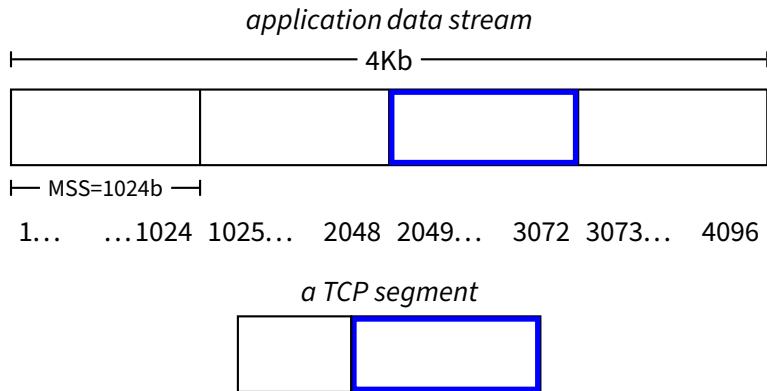 application data stream
4Kb
MSS=1024b
1… …1024 1025… 2048 2049… 3072 3073… 4096
a TCP segment